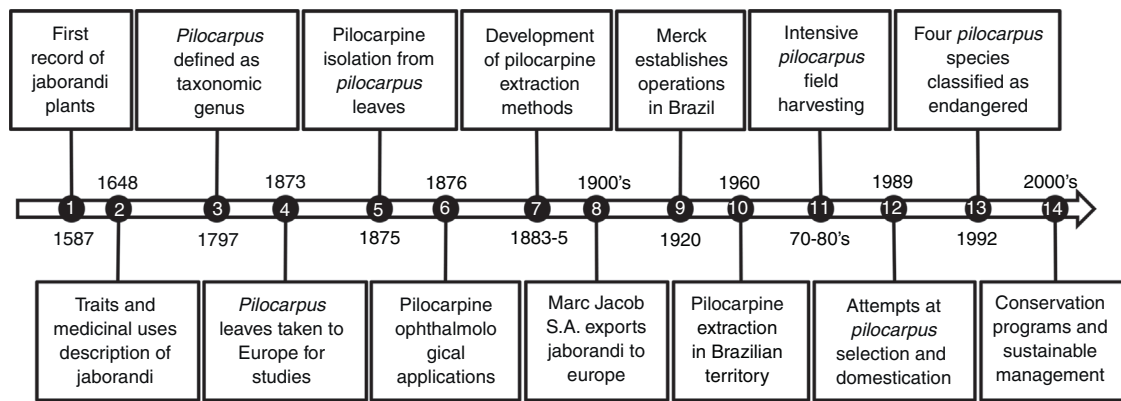 First
record of
jaborandi
plants
Pilocarpus
defined as
taxonomic
genus
Pilocarpine
isolation from
pilocarpus
leaves
Development
of pilocarpine
extraction
methods
Merck
establishes
operations
in Brazil
Intensive
pilocarpus
field
harvesting
Four pilocarpus
species
classified as
endangered
1648
1873
1876
1900's
1960
1989
2000's
1
2
3
4
5
6
7
8
9
10
11
12
13
14
1587
1797
1875
1883-5
1920
70-80's
1992
Traits and
medicinal uses
description of
jaborandi
Pilocarpus
leaves taken to
Europe for
studies
Pilocarpine
ophthalmolo
gical
applications
Marc Jacob
S.A. exports
jaborandi to
europe
Pilocarpine
extraction
in Brazilian
territory
Attempts at
pilocarpus
selection and
domestication
Conservation
programs and
sustainable
management